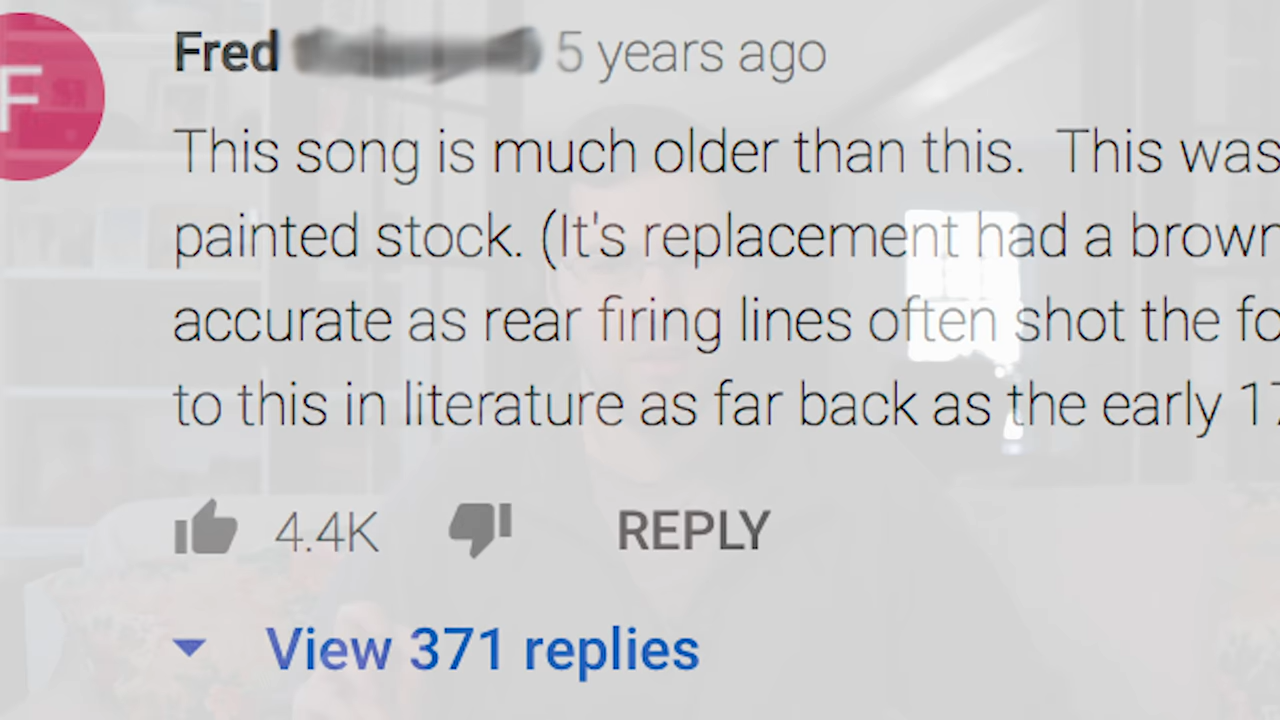 F
Fred 5 years ago
This song is much older than this. This was
painted stock. (It's replacement had a brown
accurate as rear firing lines often shot the fo
to this in literature as far back as the early 17
4.4K REPLY
View 371 replies